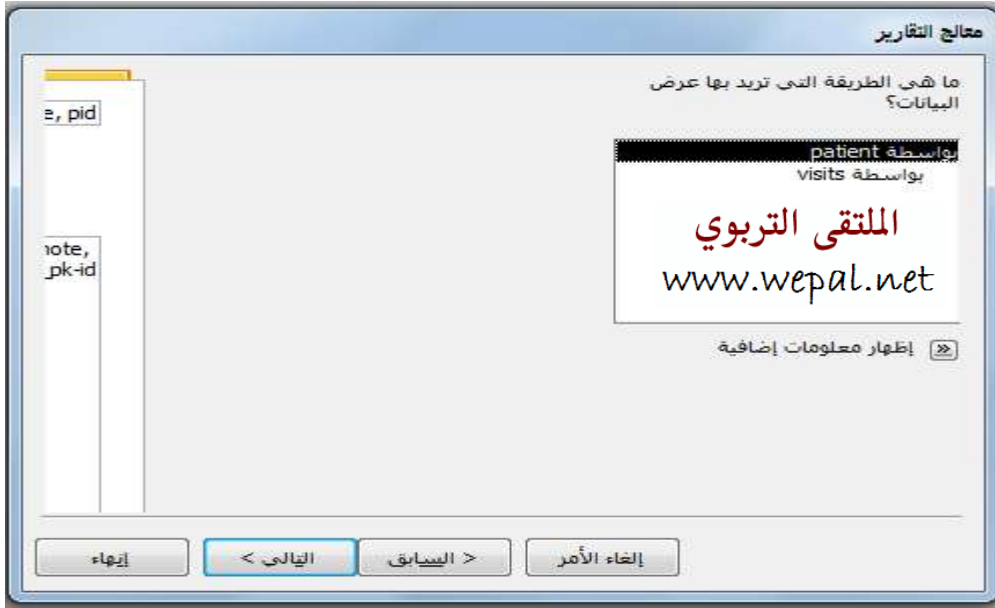 معالج التقارير
ما هي الطريقة التي تريد بها عرض
البيانات؟
بواسطة patient
بواسطة visits
الملتقى التربوي
www.wepal.net
إظهار معلومات إضافية
e, pid
note,
_pk-id
إلغاء الأمر
< السابق
التالي >
إنهاء